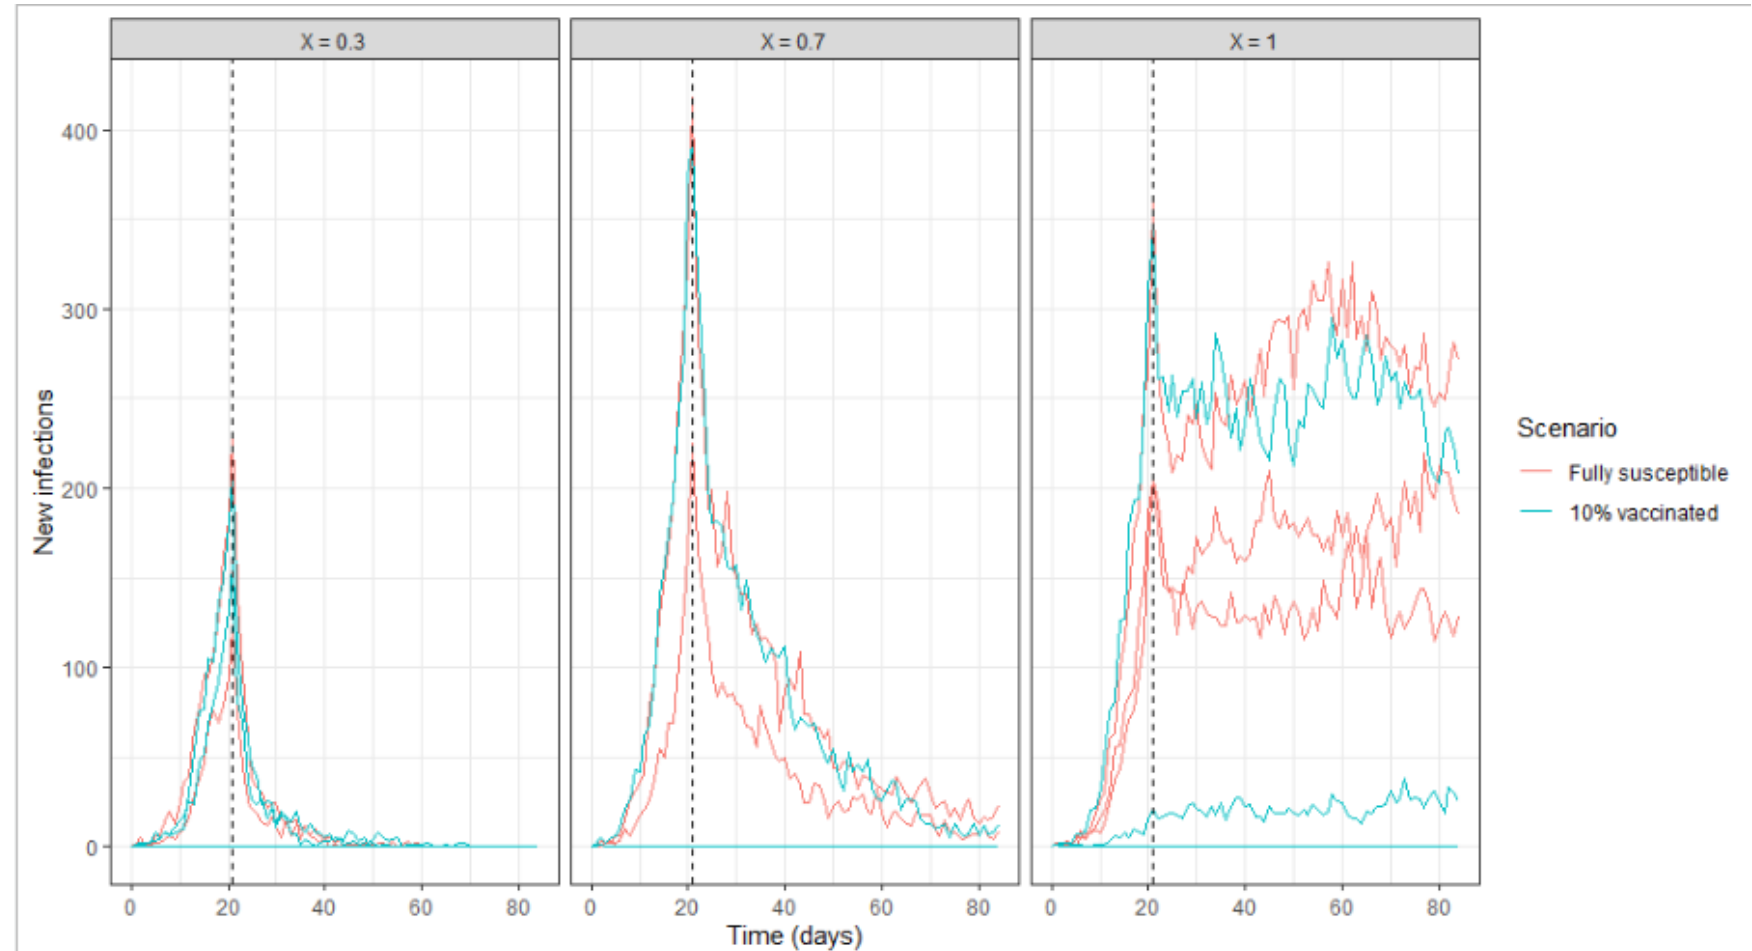 X = 0.3
X = 0.7
X = 1
New infections
400
300
200
100
0
0 20 40 60 80
0 20 40 60 80
0 20 40 60 80
Time (days)
Scenario
Fully susceptible
10% vaccinated